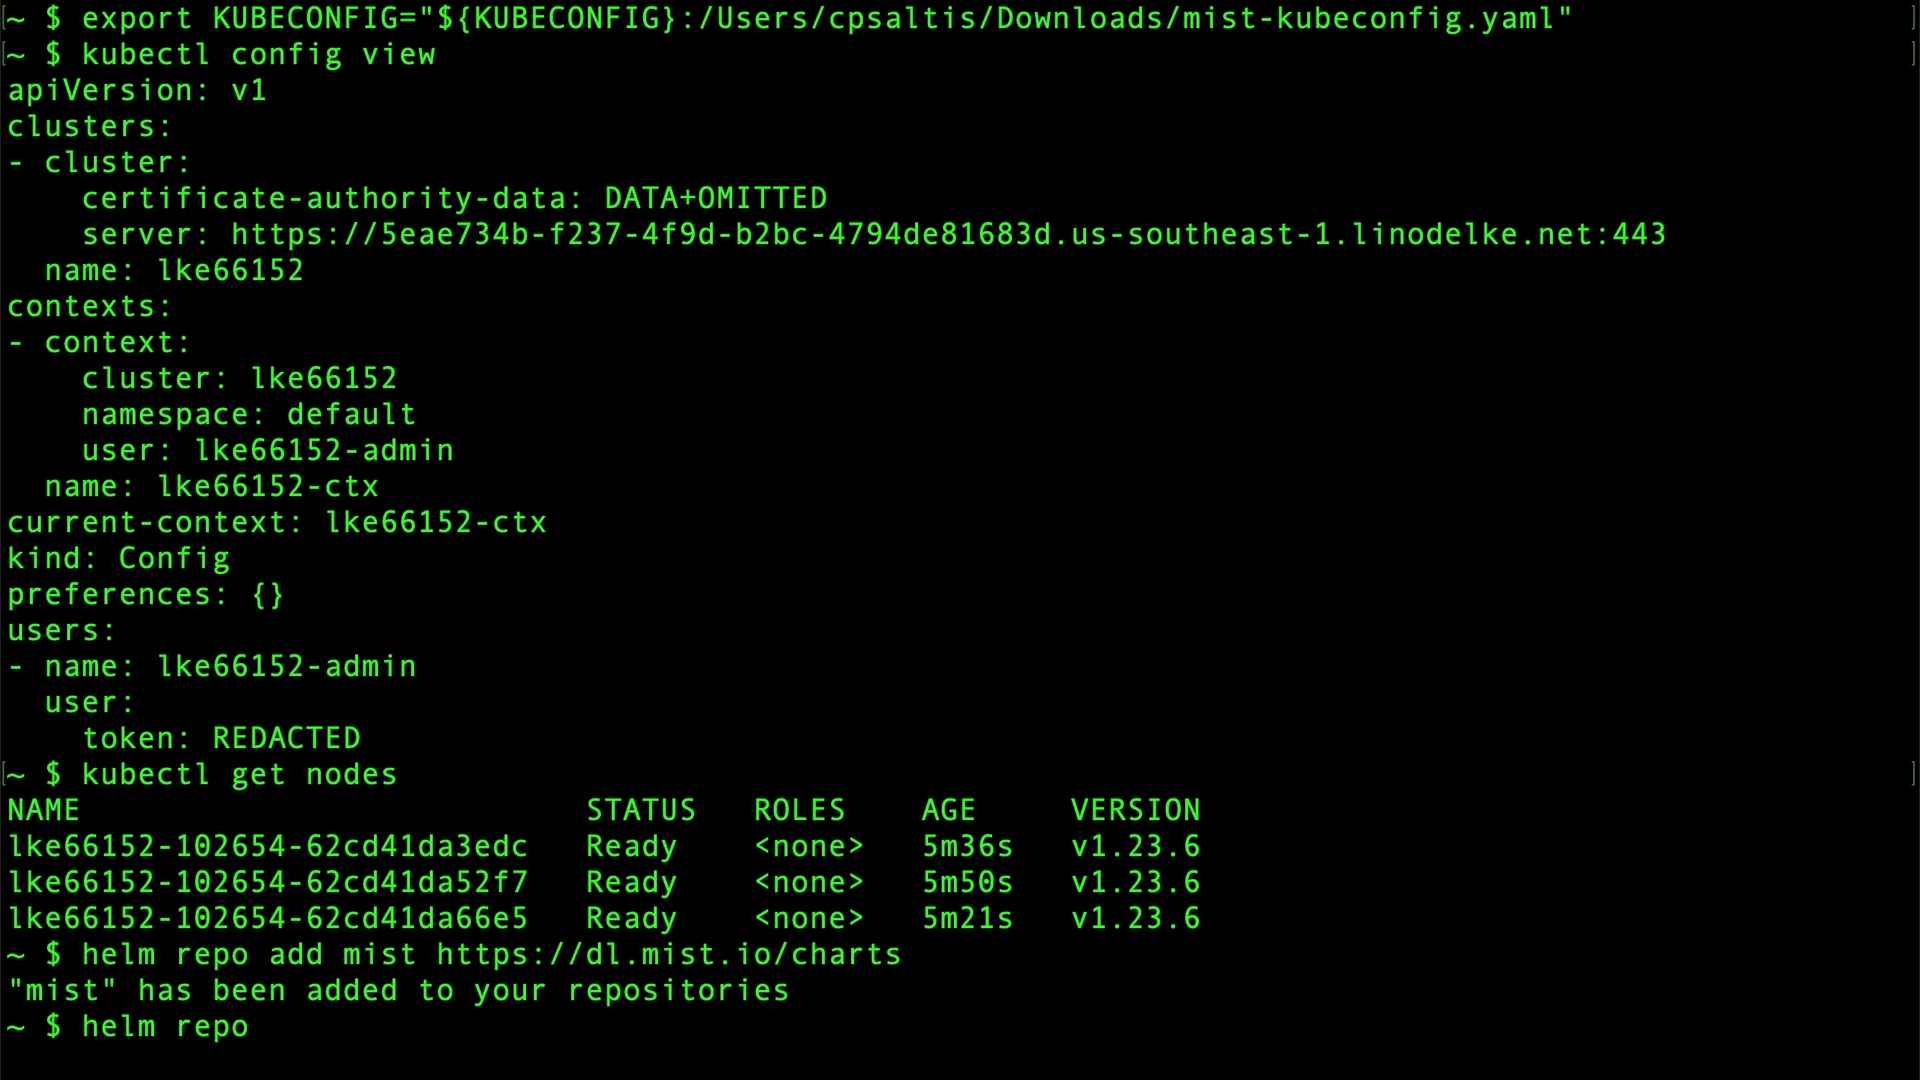 ~ $ export KUBECONFIG="${KUBECONFIG}:/Users/cpsaltis/Downloads/mist-kubeconfig.yaml"
~ $ kubectl config view
apiVersion: v1
clusters:
- cluster:
    certificate-authority-data: DATA+OMITTED
    server: https://5eae734b-f237-4f9d-b2bc-4794de81683d.us-southeast-1.linodelke.net:443
  name: lke66152
contexts:
- context:
    cluster: lke66152
    namespace: default
    user: lke66152-admin
  name: lke66152-ctx
current-context: lke66152-ctx
kind: Config
preferences: {}
users:
- name: lke66152-admin
  user:
    token: REDACTED
~ $ kubectl get nodes
NAME                           STATUS   ROLES    AGE     VERSION
lke66152-102654-62cd41da3edc   Ready    <none>   5m36s   v1.23.6
lke66152-102654-62cd41da52f7   Ready    <none>   5m50s   v1.23.6
lke66152-102654-62cd41da66e5   Ready    <none>   5m21s   v1.23.6
~ $ helm repo add mist https://dl.mist.io/charts
"mist" has been added to your repositories
~ $ helm repo